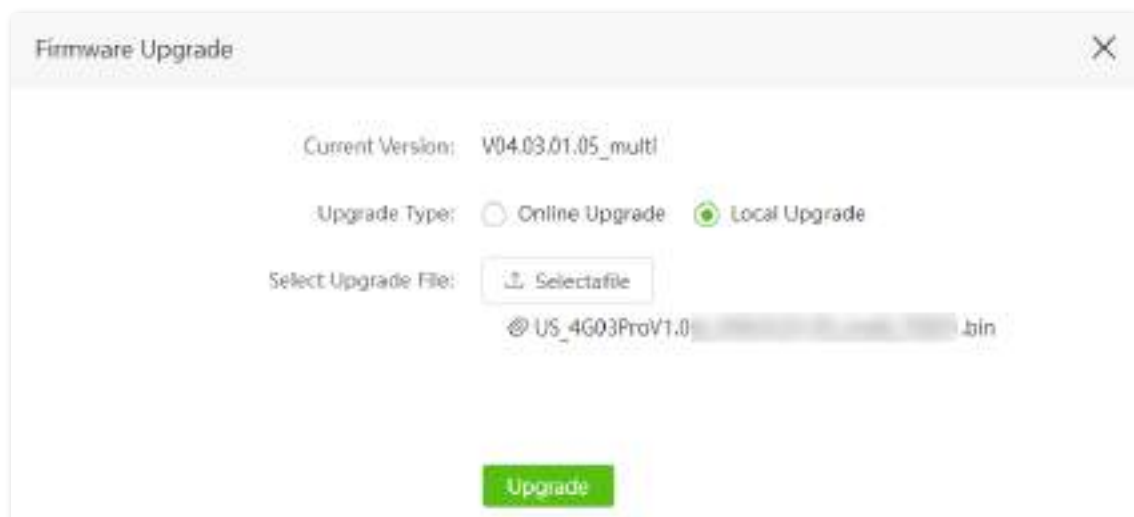 Firmware Upgrade
Current Version: V04.03.01.05_multi
Upgrade Type: Online Upgrade Local Upgrade
Select Upgrade File: Selectafile
US_4G03ProV1.0 .bin
Upgrade